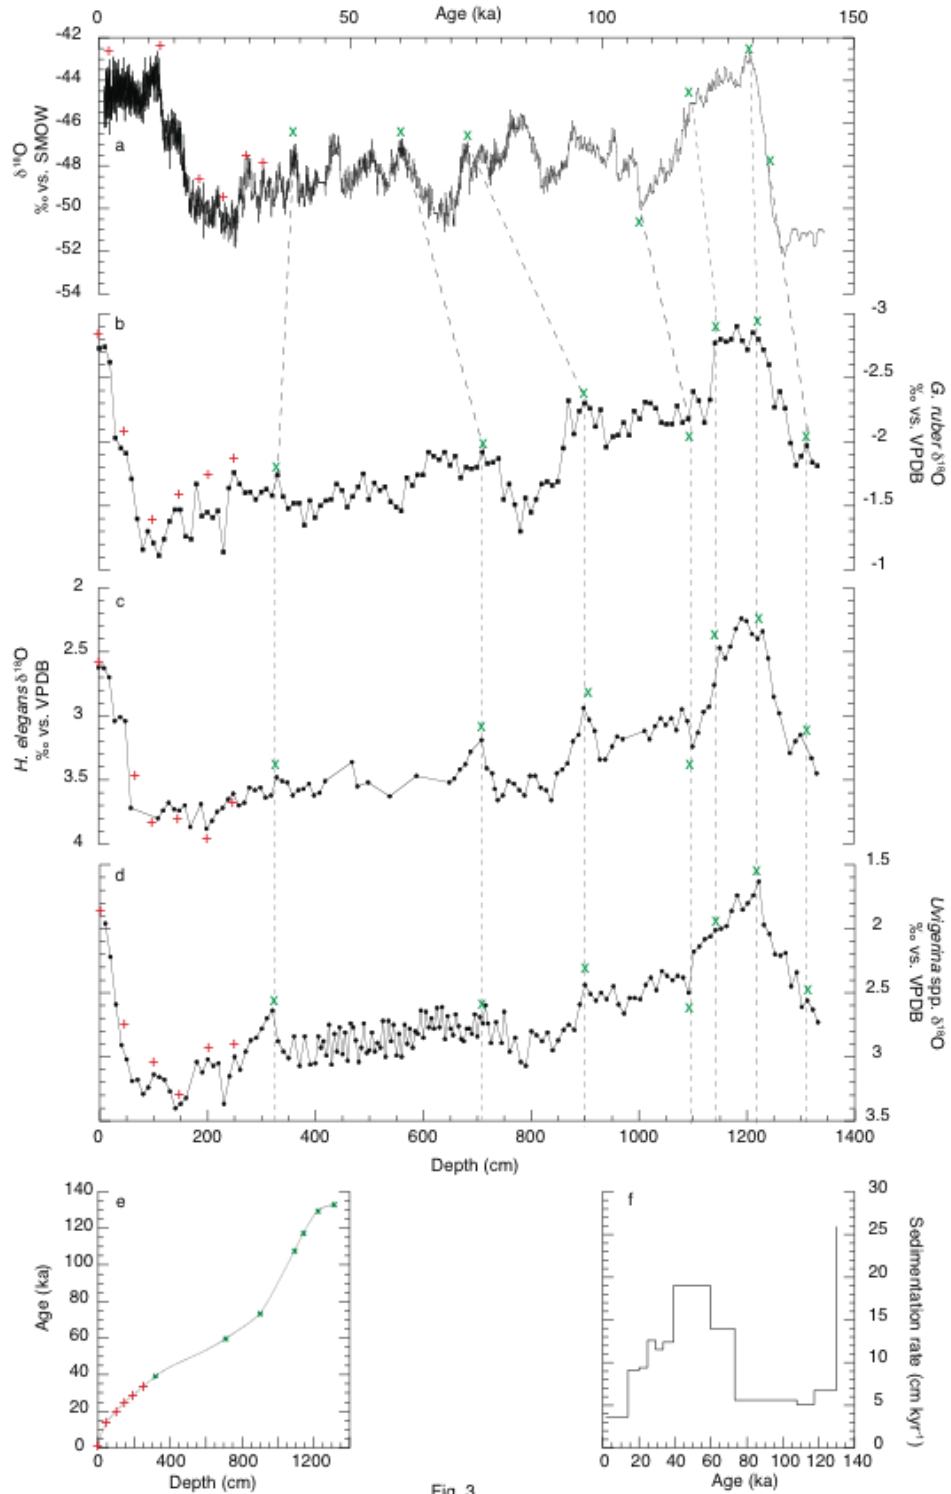 Age (ka)
0 50 100 150
-42
-44
-46
-48
-50
-52
-54
δ¹⁸O
‰ vs. SMOW
a
b
-3
-2.5
-2
-1.5
-1
G. ruber δ¹⁸O
‰ vs. VPDB
c
2
2.5
3
3.5
4
H. elegans δ¹⁸O
‰ vs. VPDB
d
1.5
2
2.5
3
3.5
Uvigerina spp. δ¹⁸O
‰ vs. VPDB
0 200 400 600 800 1000 1200 1400
Depth (cm)
e
140
120
100
80
60
40
20
0
Age (ka)
0 400 800 1200
Depth (cm)
f
30
25
20
15
10
5
0
Sedimentation rate (cm kyr⁻¹)
0 20 40 60 80 100 120 140
Age (ka)
Fig. 3